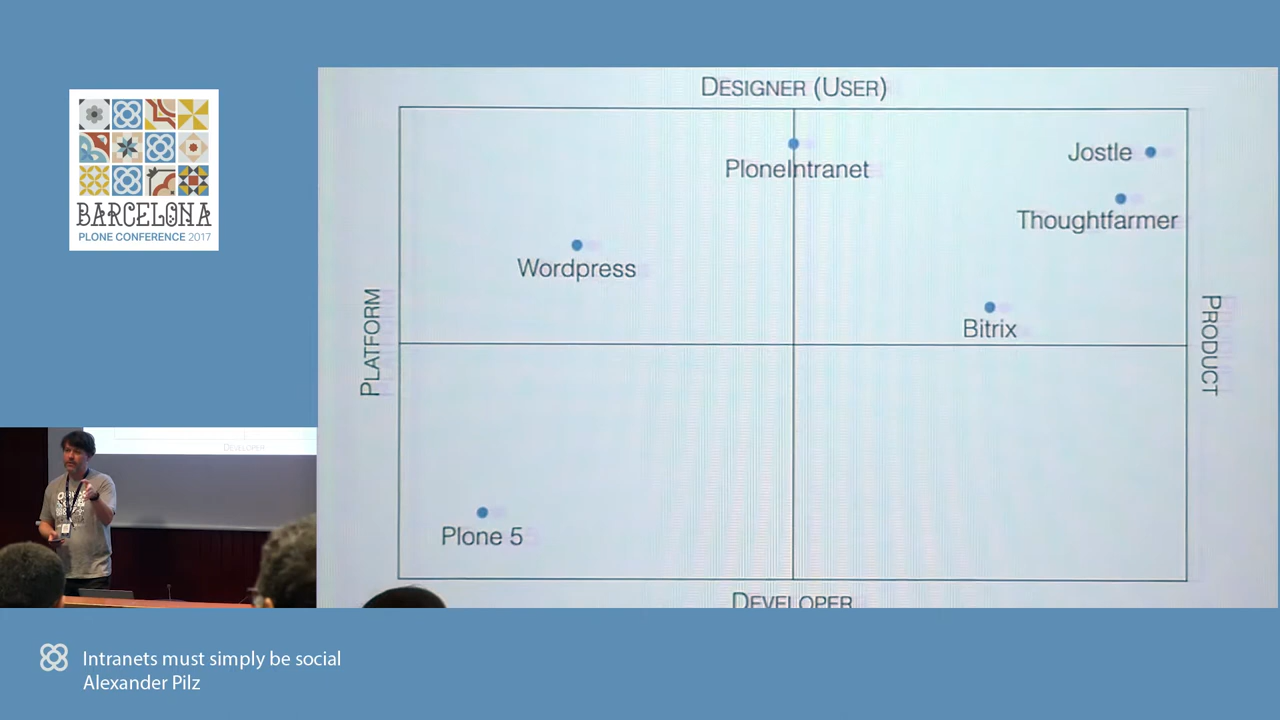 BARCELONA
PLONE CONFERENCE 2017
DESIGNER (USER)
PloneIntranet
Jostle
Thoughtfarmer
Wordpress
Bitrix
PLATFORM
PRODUCT
Plone 5
DEVELOPER
DEVELOPER
Intranets must simply be social
Alexander Pilz